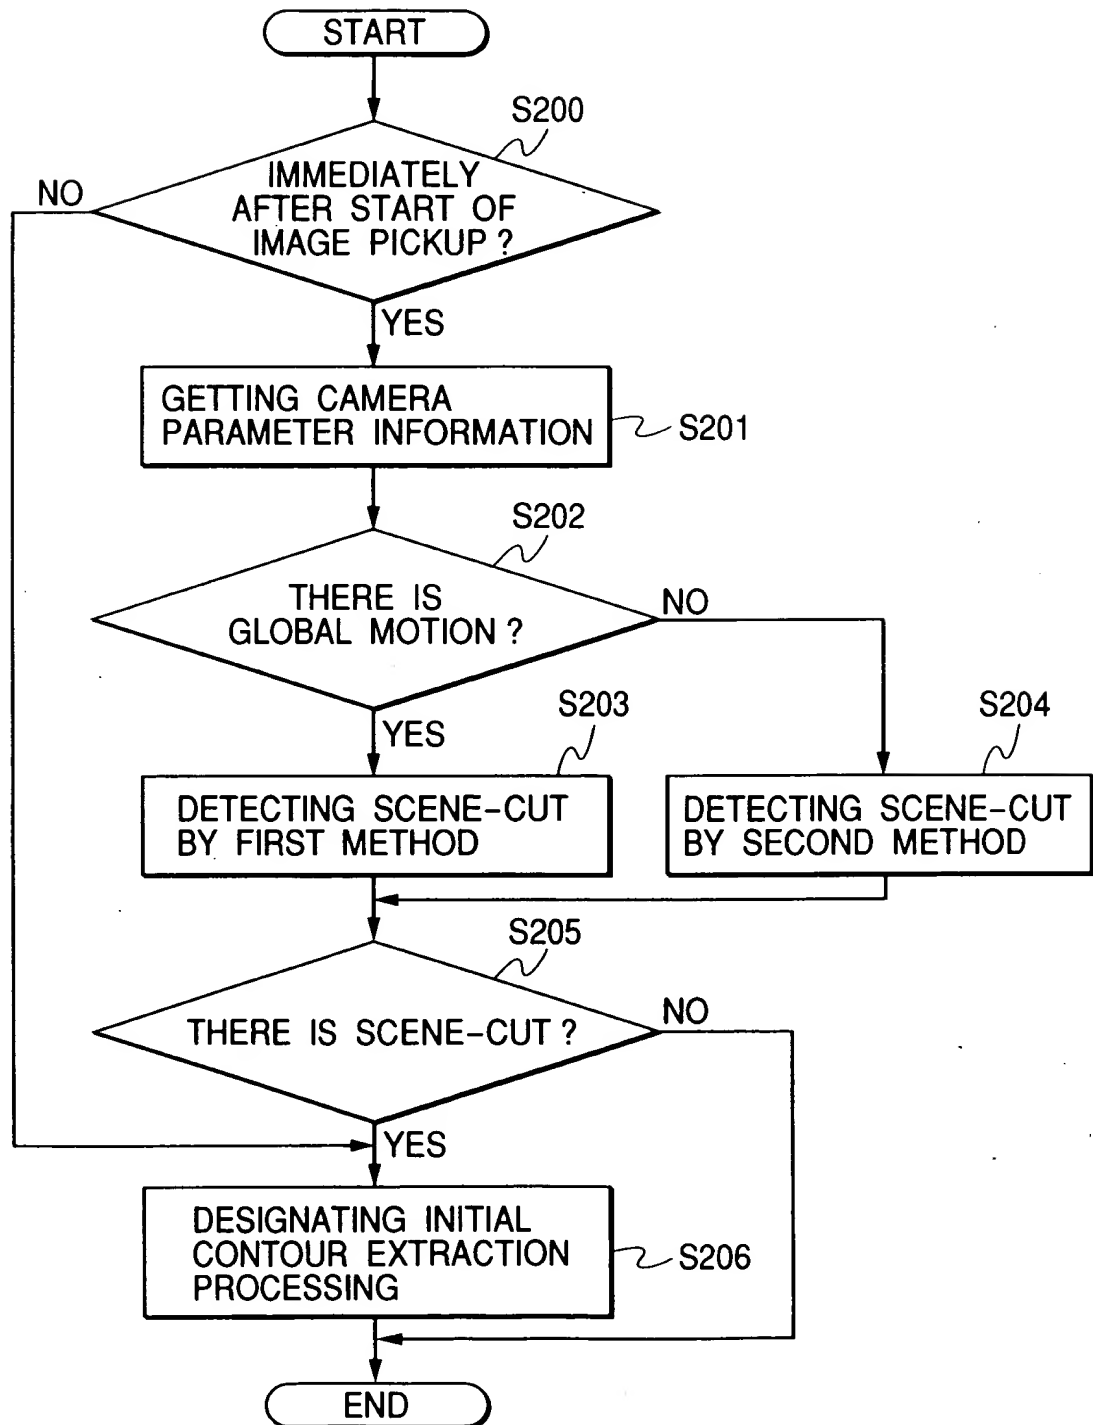 START
S200
IMMEDIATELY
AFTER START OF
IMAGE PICKUP ?
NO
YES
GETTING CAMERA
PARAMETER INFORMATION
S201
S202
THERE IS
GLOBAL MOTION ?
NO
YES
S203
S204
DETECTING SCENE-CUT
BY FIRST METHOD
DETECTING SCENE-CUT
BY SECOND METHOD
S205
THERE IS SCENE-CUT ?
NO
YES
DESIGNATING INITIAL
CONTOUR EXTRACTION
PROCESSING
S206
END